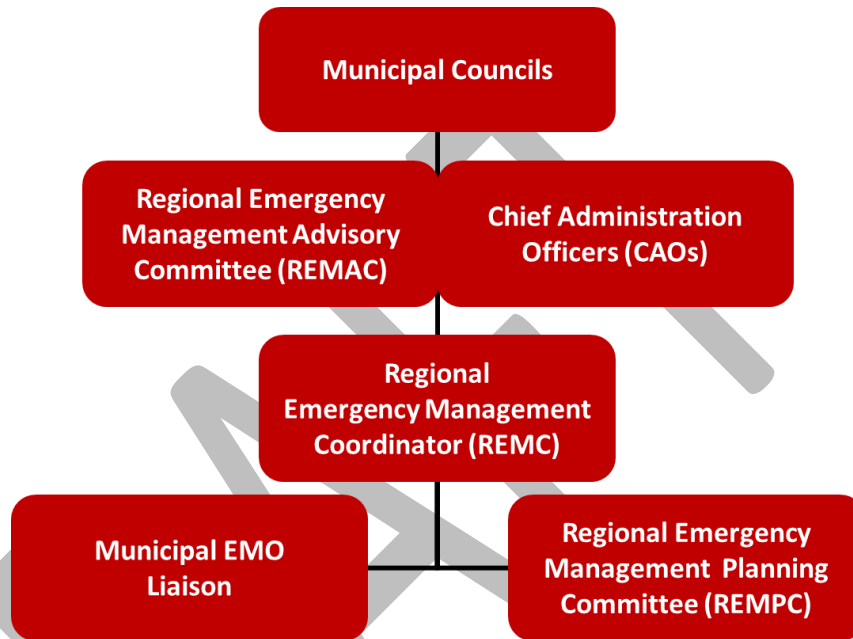 Municipal Councils
Regional Emergency
Management Advisory
Committee (REMAC)
Chief Administration
Officers (CAOs)
Regional
Emergency Management
Coordinator (REMC)
Municipal EMO
Liaison
Regional Emergency
Management Planning
Committee (REMPC)